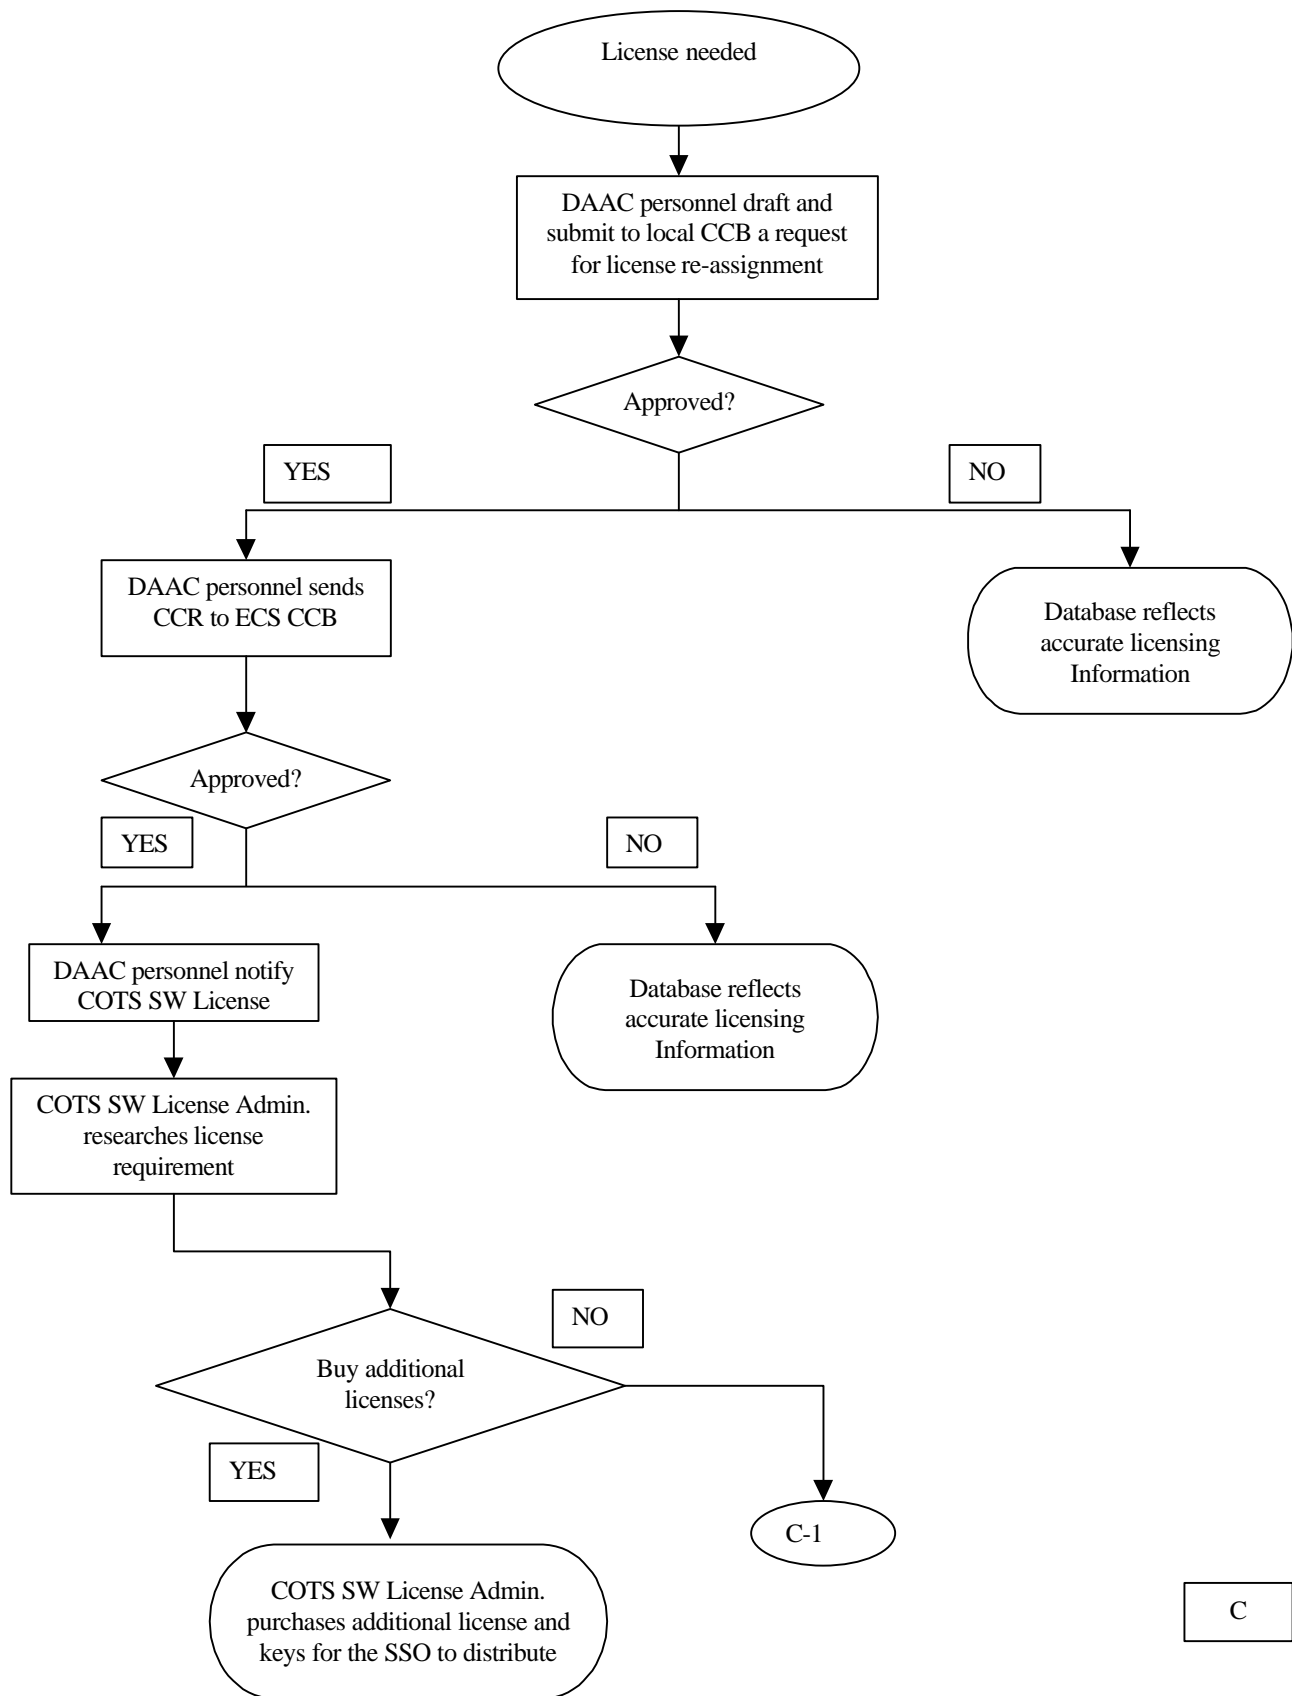 License needed
DAAC personnel draft and
submit to local CCB a request
for license re-assignment
Approved?
YES
NO
DAAC personnel sends
CCR to ECS CCB
Database reflects
accurate licensing
Information
Approved?
YES
NO
DAAC personnel notify
COTS SW License
Database reflects
accurate licensing
Information
COTS SW License Admin.
researches license
requirement
NO
Buy additional
licenses?
YES
C-1
COTS SW License Admin.
purchases additional license and
keys for the SSO to distribute
C